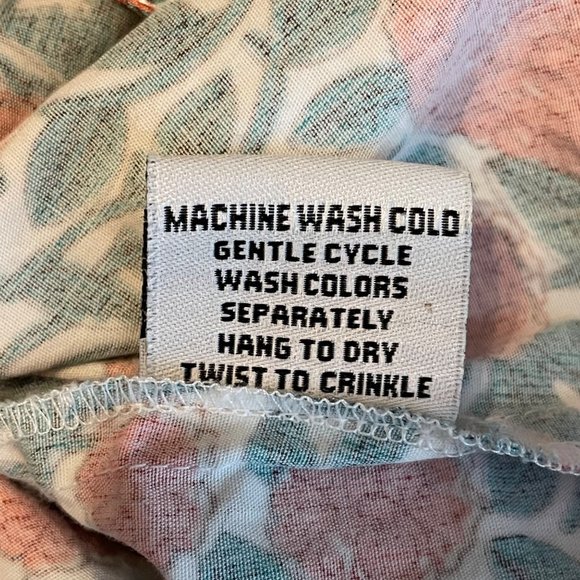 MACHINE WASH COLD
GENTLE CYCLE
WASH COLORS
SEPARATELY
HANG TO DRY
TWIST TO CRINKLE